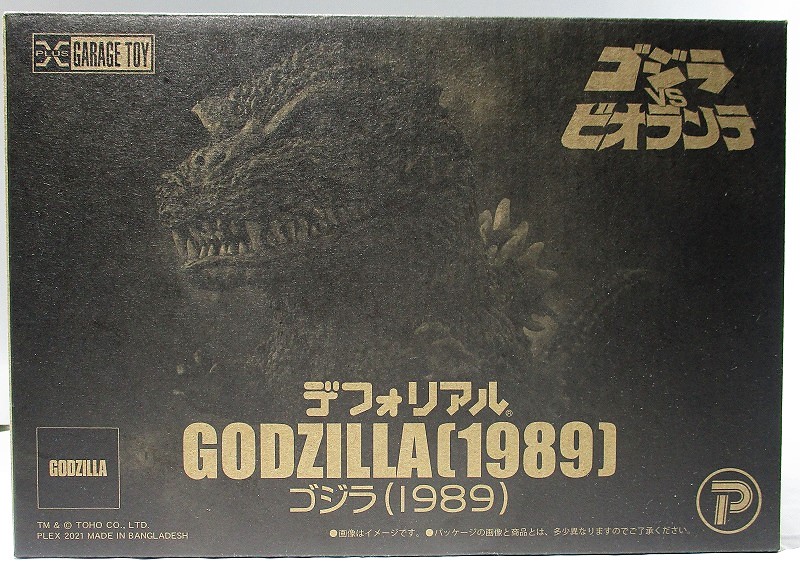 X PLUS GARAGE TOY
ゴジラ
VS
ビオランテ
デフォリアル®
GODZILLA(1989)
ゴジラ(1989)
GODZILLA
TM & © TOHO CO., LTD.
PLEX 2021 MADE IN BANGLADESH
●画像はイメージです。 ●パッケージの画像と商品とは、多少異なりますのでご了承ください。
P